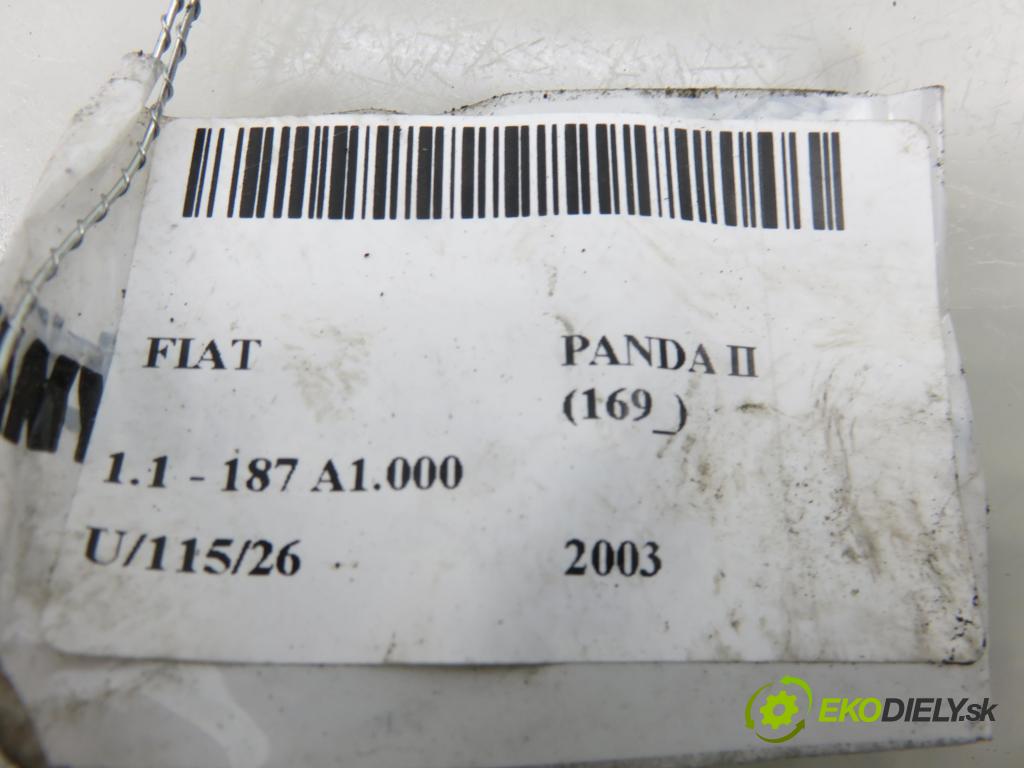 FIAT PANDA II
(169_)
1.1 - 187 A1.000
U/115/26 2003
EKODIELY.sk